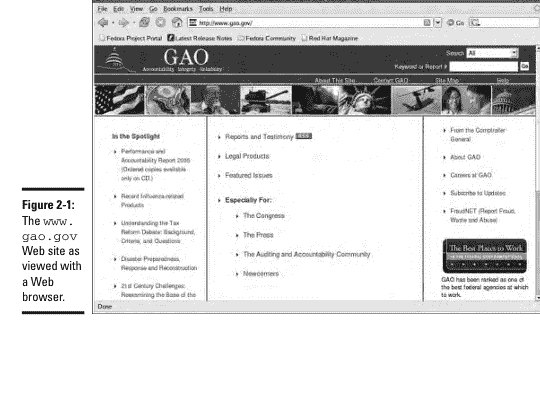 File Edit View Go Bookmarks Tools Help
http://www.gao.gov/
Go
Fedora Project Portal Latest Release Notes Fedora Community Red Hat Magazine
GAO
Accountability Integrity Reliability
Search All
Keyword or Report #
Go
About This Site Contact GAO Site Map Help
In the Spotlight
Performance and
Accountability Report 2005
(Ordered copies available
only on CD.)
Recent Influenza-related
Products
Understanding the Tax
Reform Debate: Background,
Criteria, and Questions
Disaster Preparedness,
Response and Reconstruction
21st Century Challenges:
Reexamining the Base of the
Reports and Testimony
Legal Products
Featured Issues
Especially For:
The Congress
The Press
The Auditing and Accountability Community
Newcomers
From the Comptroller
General
About GAO
Careers at GAO
Subscribe to Updates
FraudNET (Report Fraud,
Waste and Abuse)
The Best Places to Work
GAO has been ranked as one of
the best federal agencies at which
to work.
Done
Figure 2-1:
The www.
gao.gov
Web site as
viewed with
a Web
browser.